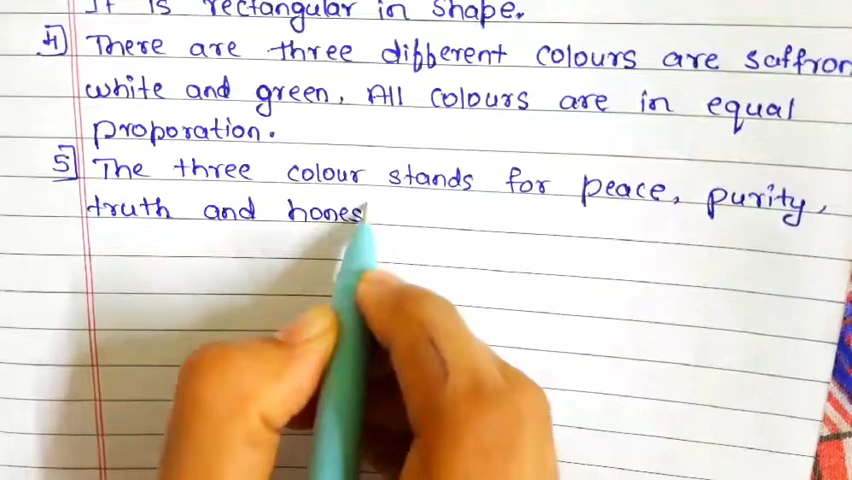 It is rectangular in shape.
4] There are three different colours are saffron
white and green, All colours are in equal
proporation.
5] The three colour stands for peace, purity,
truth and hones